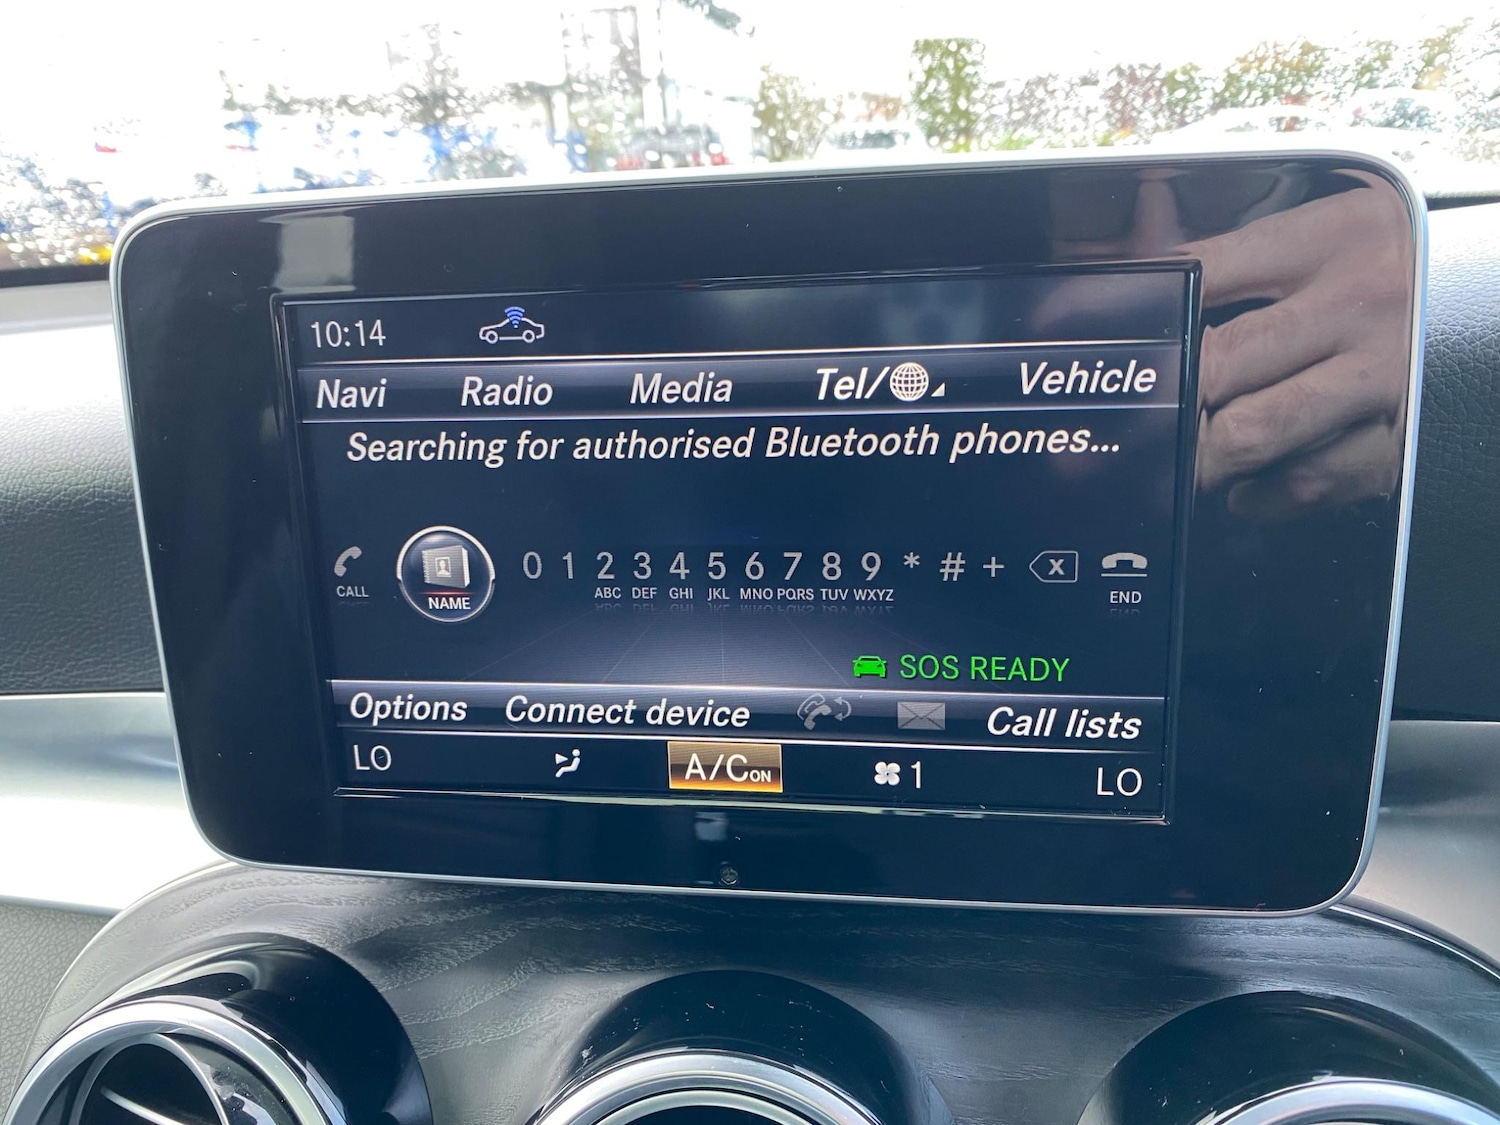 10:14
Navi Radio Media Tel/ Vehicle
Searching for authorised Bluetooth phones...
0 1 2 3 4 5 6 7 8 9 * # +
CALL NAME ABC DEF GHI JKL MNO PQRS TUV WXYZ END
SOS READY
Options Connect device Call lists
LO A/C ON 1 LO